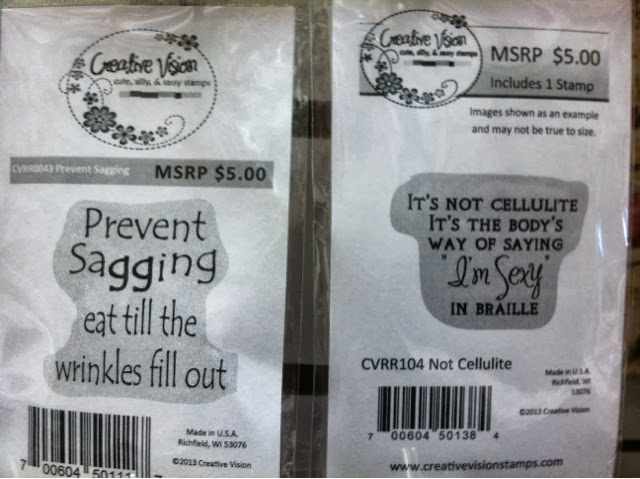 Creative Vision
cute, silly, & sassy stamps
CVRR0043 Prevent Sagging MSRP $5.00
Prevent
Sagging
eat till the
wrinkles fill out
Made in U.S.A.
Richfield, WI 53076
©2013 Creative Vision
7 00604 50111 7
Creative Vision
cute, silly, & sassy stamps
MSRP $5.00
Includes 1 Stamp
Images shown as an example
and may not be true to size.
IT'S NOT CELLULITE
IT'S THE BODY'S
WAY OF SAYING
"I'm Sexy"
IN BRAILLE
CVRR104 Not Cellulite
Made in U.S.A.
Richfield, WI
53076
©2013 Creative Vision
7 00604 50138 4
www.creativevisionstamps.com